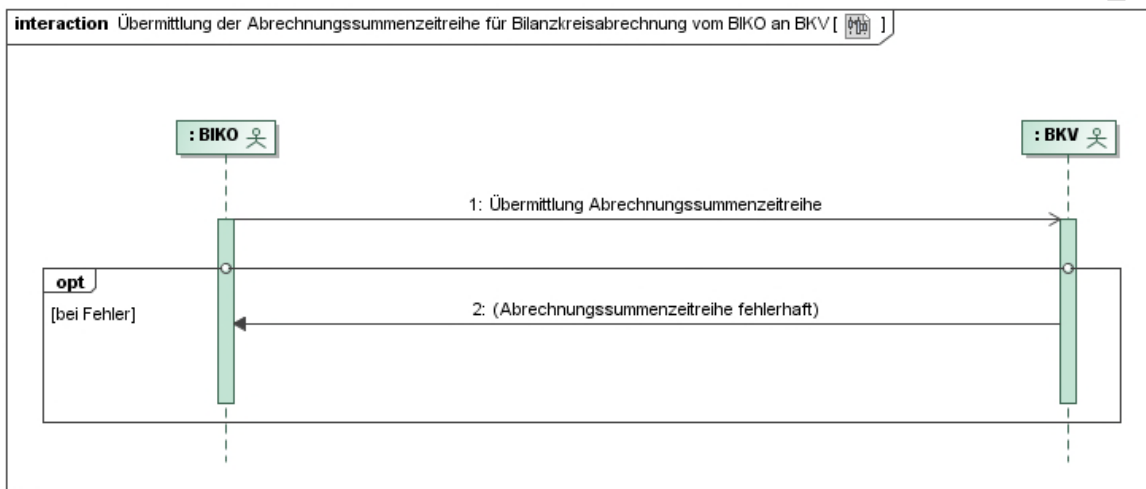 interaction Übermittlung der Abrechnungssummenzeitreihe für Bilanzkreisabrechnung vom BIKO an BKV [ ]
: BIKO
: BKV
1: Übermittlung Abrechnungssummenzeitreihe
opt
[bei Fehler]
2: (Abrechnungssummenzeitreihe fehlerhaft)